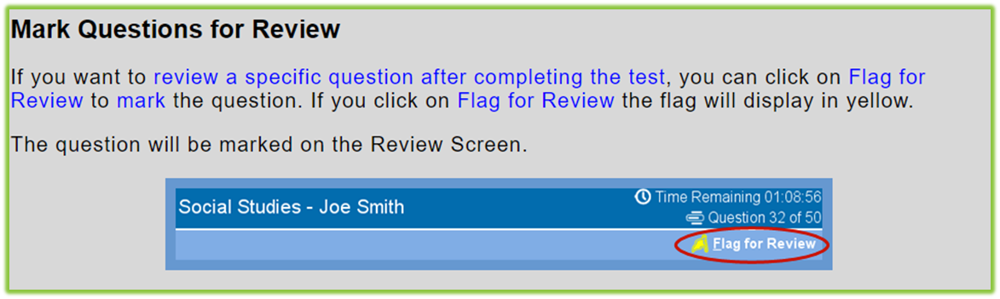 Mark Questions for Review
If you want to review a specific question after completing the test, you can click on Flag for
Review to mark the question. If you click on Flag for Review the flag will display in yellow.
The question will be marked on the Review Screen.
Social Studies - Joe Smith
Time Remaining 01:08:56
Question 32 of 50
Flag for Review